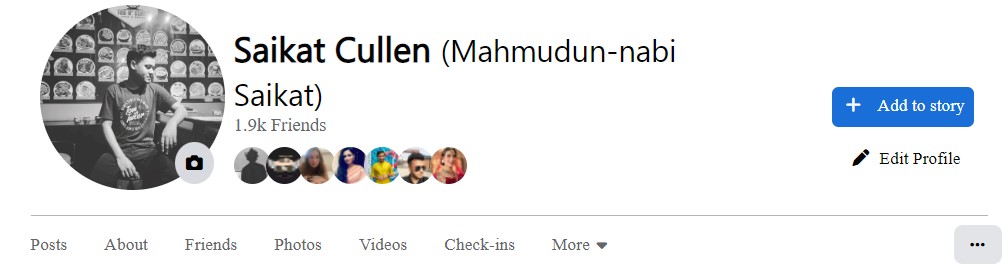 Saikat Cullen (Mahmudun-nabi
Saikat)
1.9k Friends
Add to story
Edit Profile
Posts About Friends Photos Videos Check-ins More